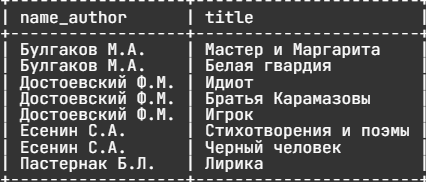 name_author | title
Булгаков М.А. | Мастер и Маргарита
Булгаков М.А. | Белая гвардия
Достоевский Ф.М. | Идиот
Достоевский Ф.М. | Братья Карамазовы
Достоевский Ф.М. | Игрок
Есенин С.А. | Стихотворения и поэмы
Есенин С.А. | Черный человек
Пастернак Б.Л. | Лирика